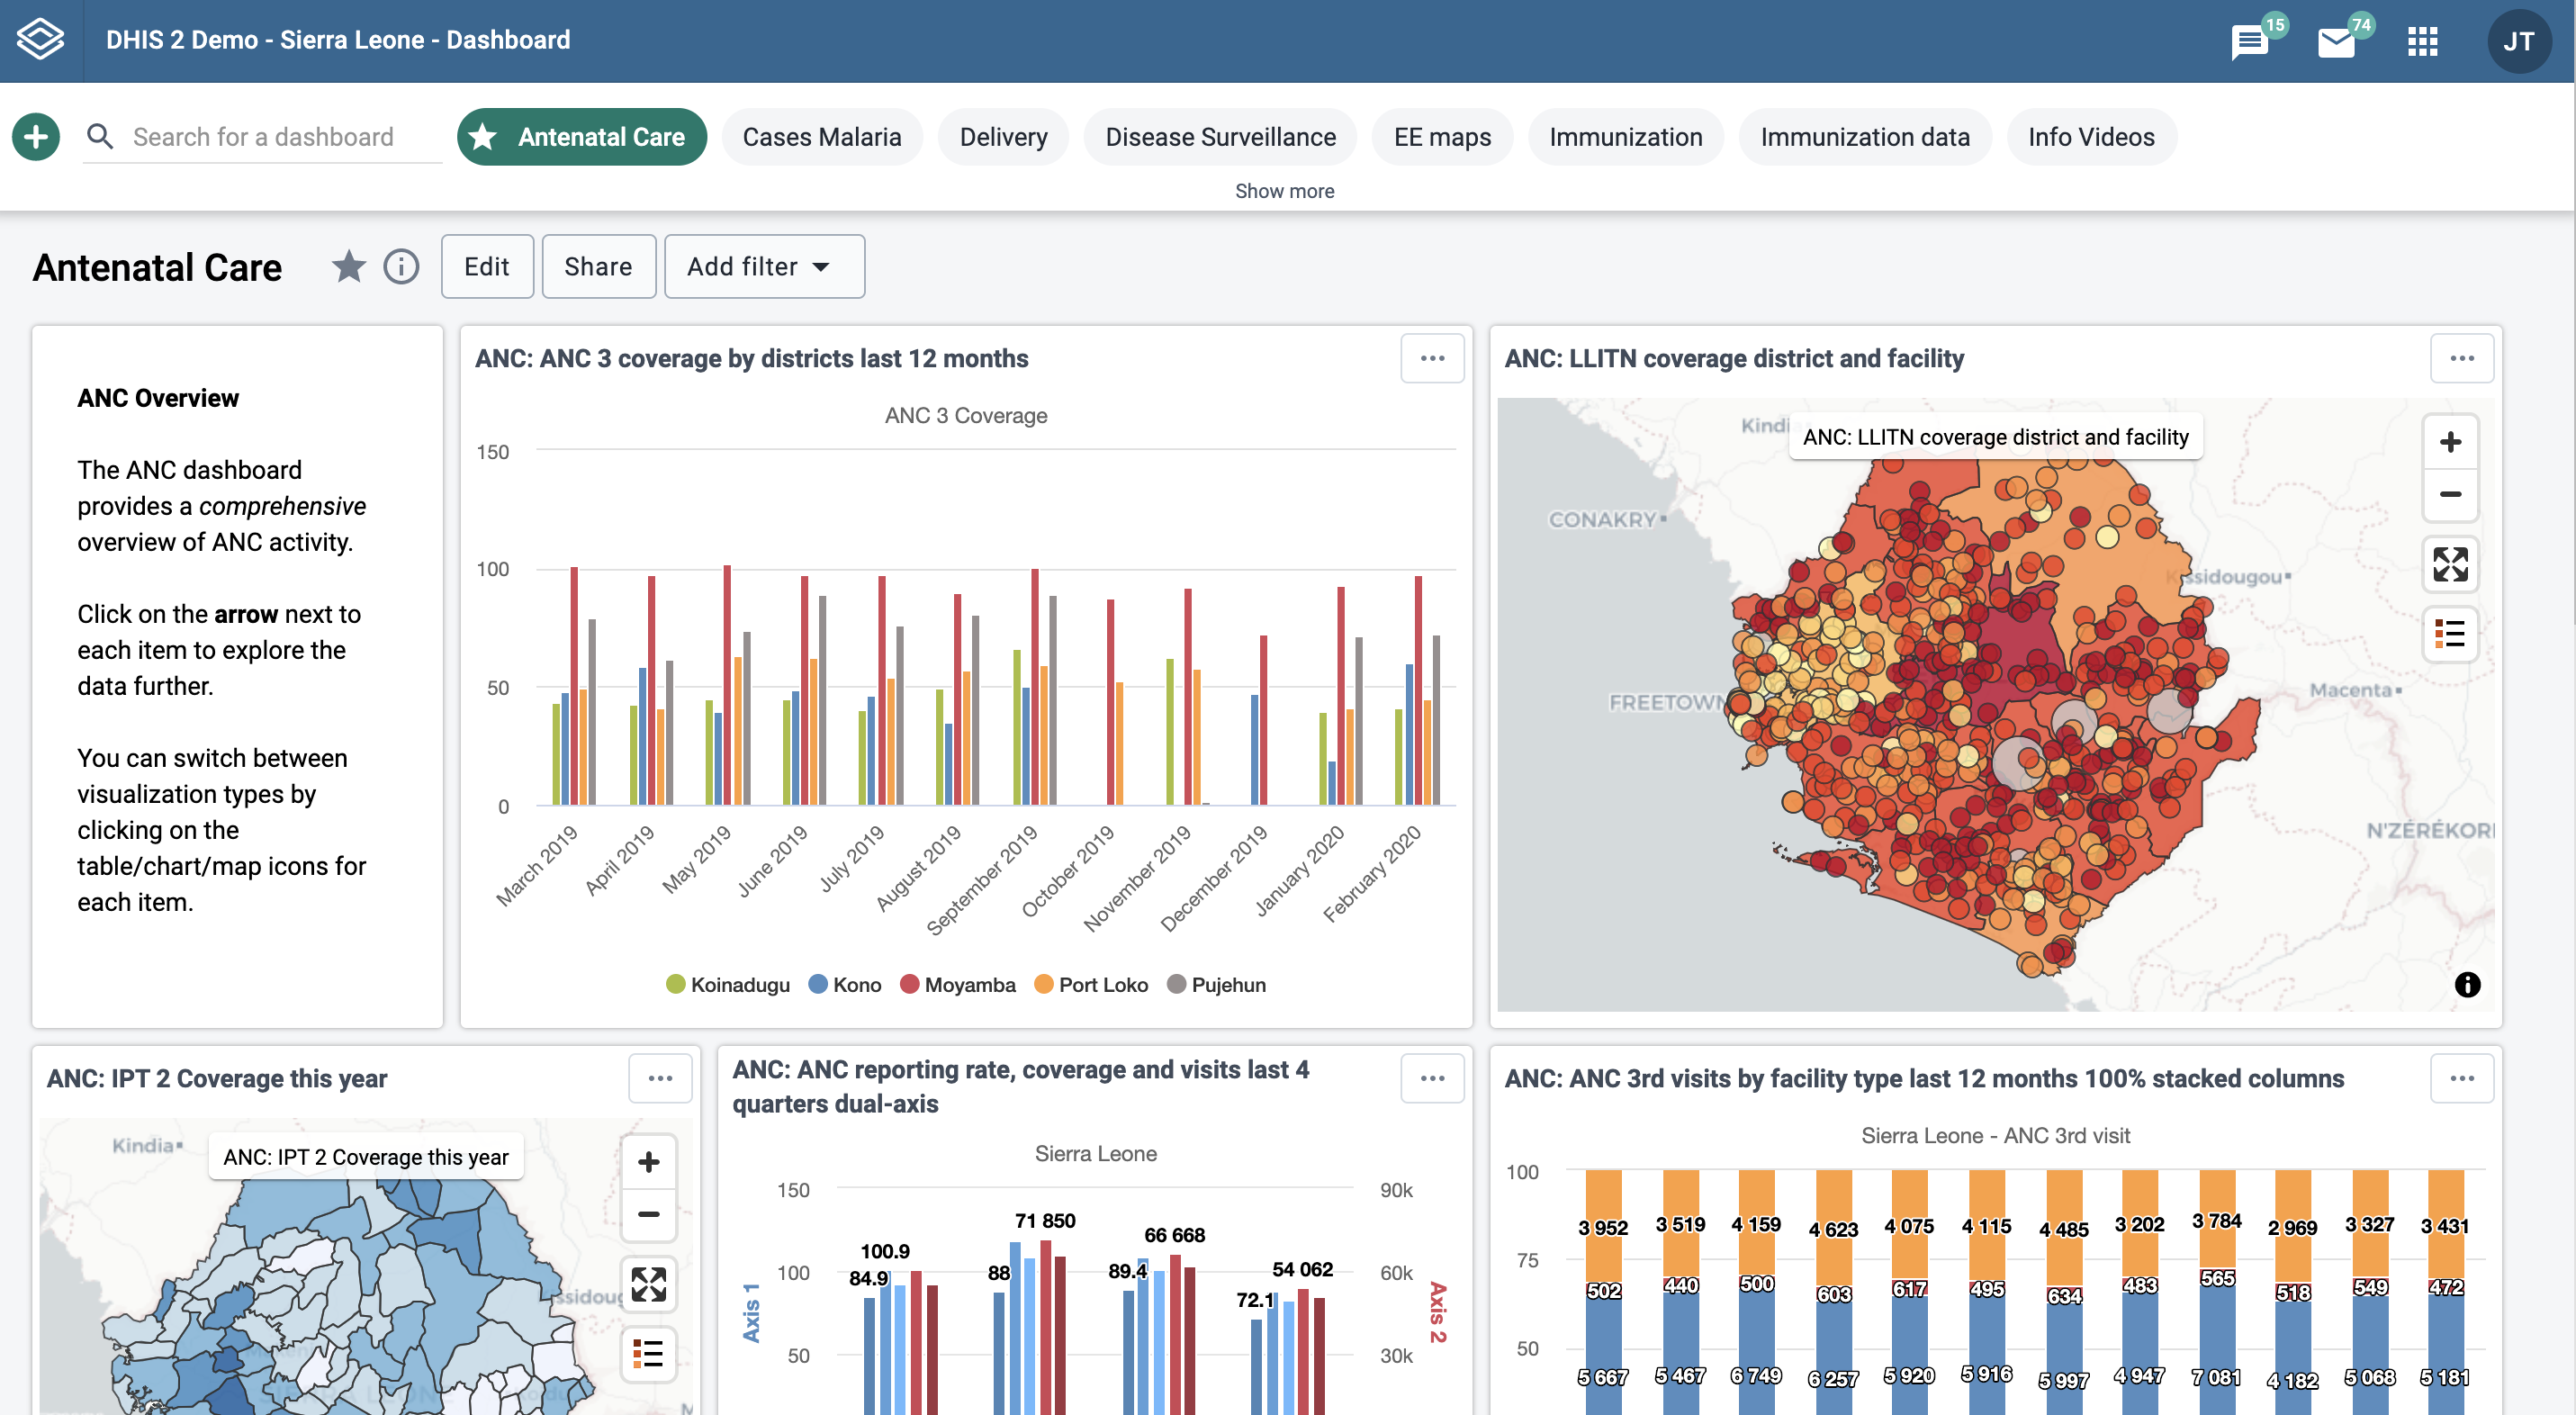 DHIS 2 Demo - Sierra Leone - Dashboard
15
74
JT
Search for a dashboard
Antenatal Care
Cases Malaria
Delivery
Disease Surveillance
EE maps
Immunization
Immunization data
Info Videos
Show more
Antenatal Care
Edit
Share
Add filter
ANC Overview
The ANC dashboard
provides a comprehensive
overview of ANC activity.
Click on the arrow next to
each item to explore the
data further.
You can switch between
visualization types by
clicking on the
table/chart/map icons for
each item.
ANC: ANC 3 coverage by districts last 12 months
ANC 3 Coverage
150
100
50
0
March 2019
April 2019
May 2019
June 2019
July 2019
August 2019
September 2019
October 2019
November 2019
December 2019
January 2020
February 2020
Koinadugu
Kono
Moyamba
Port Loko
Pujehun
ANC: LLITN coverage district and facility
ANC: LLITN coverage district and facility
CONAKRY
FREETOWN
Macenta
ANC: IPT 2 Coverage this year
Kindia
ANC: IPT 2 Coverage this year
ANC: ANC reporting rate, coverage and visits last 4
quarters dual-axis
Sierra Leone
150
100
50
Axis 1
84.9
100.9
88
71 850
89.4
66 668
72.1
54 062
90k
60k
30k
Axis 2
ANC: ANC 3rd visits by facility type last 12 months 100% stacked columns
Sierra Leone - ANC 3rd visit
100
75
50
3 952 3 519 4 159 4 623 4 075 4 115 4 485 3 202 3 784 2 969 3 327 3 431
502 440 500 603 617 495 634 483 565 518 549 472
5 667 5 467 6 749 6 257 5 920 5 916 5 997 4 947 7 081 4 182 5 068 5 181